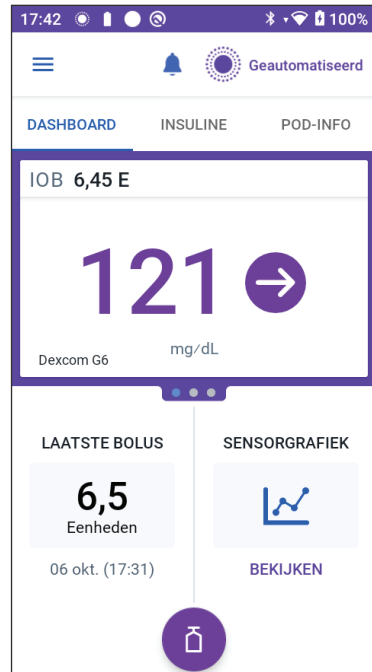 17:42 100%
Geautomatiseerd
DASHBOARD INSULINE POD-INFO
IOB 6,45 E
121
mg/dL
Dexcom G6
LAATSTE BOLUS SENSORGRAFIEK
6,5
Eenheden
06 okt. (17:31) BEKIJKEN